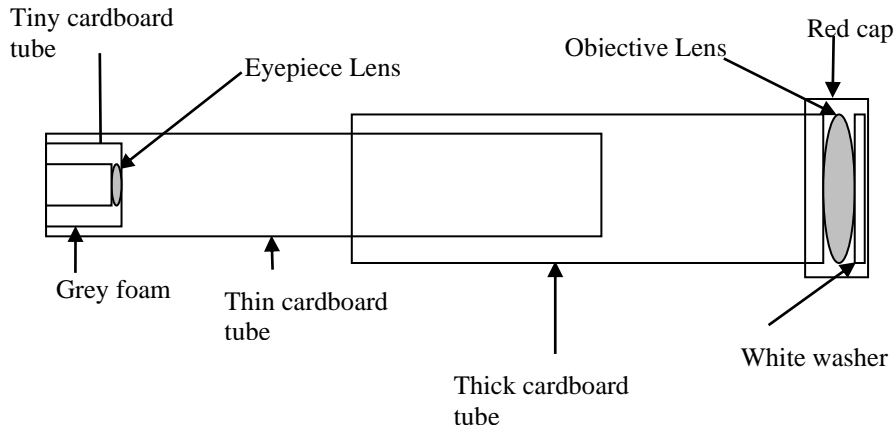 Tiny cardboard
tube
Eyepiece Lens
Objective Lens
Red cap
Grey foam
Thin cardboard
tube
Thick cardboard
tube
White washer